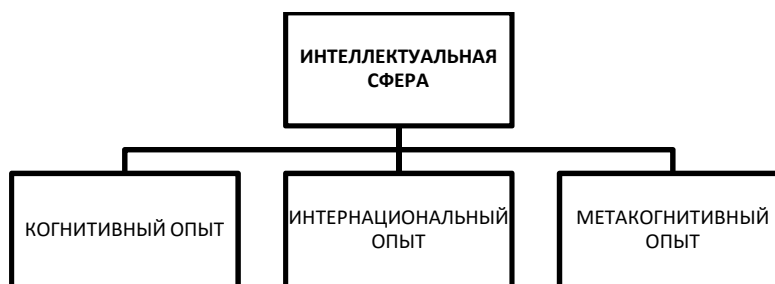 ИНТЕЛЛЕКТУАЛЬНАЯ
СФЕРА
КОГНИТИВНЫЙ ОПЫТ
ИНТЕРНАЦИОНАЛЬНЫЙ
ОПЫТ
МЕТАКОГНИТИВНЫЙ
ОПЫТ